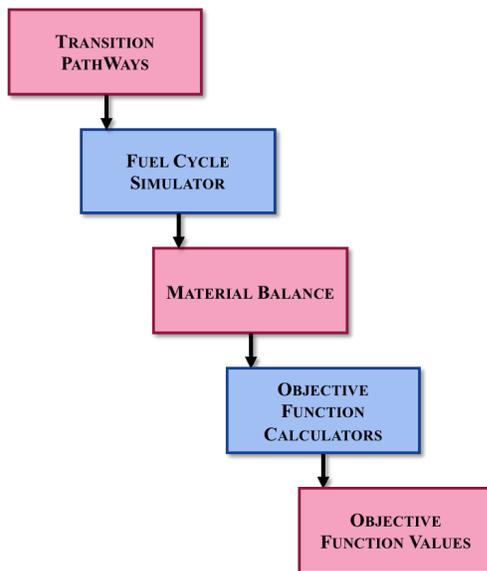 TRANSITION
PATHWAYS
FUEL CYCLE
SIMULATOR
MATERIAL BALANCE
OBJECTIVE
FUNCTION
CALCULATORS
OBJECTIVE
FUNCTION VALUES